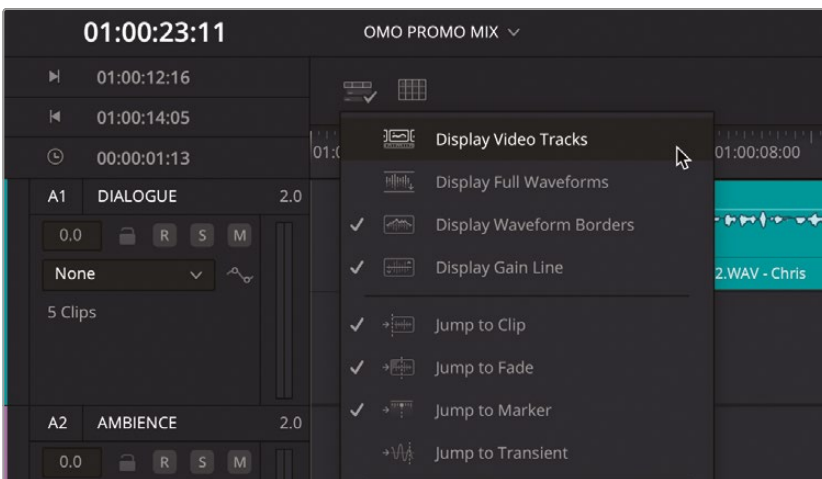 01:00:23:11
OMO PROMO MIX
01:00:12:16
01:00:14:05
00:00:01:13
01:0
01:00:08:00
Display Video Tracks
Display Full Waveforms
Display Waveform Borders
Display Gain Line
Jump to Clip
Jump to Fade
Jump to Marker
Jump to Transient
A1 DIALOGUE 2.0
0.0 R S M
None
5 Clips
2.WAV - Chris
A2 AMBIENCE 2.0
0.0 R S M